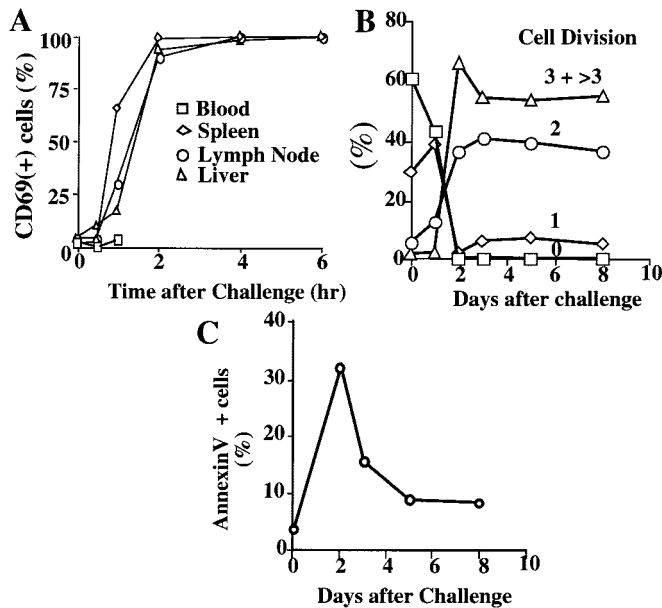 A
CD69(+) cells (%)
100
75
50
25
0
Blood
Spleen
Lymph Node
Liver
0 2 4 6
Time after Challenge (hr)
B
Cell Division
(%)
80
60
40
20
0
3 + >3
2
1
0
0 2 4 6 8 10
Days after challenge
C
AnnexinV + cells
(%)
40
30
20
10
0
0 2 4 6 8 10
Days after Challenge